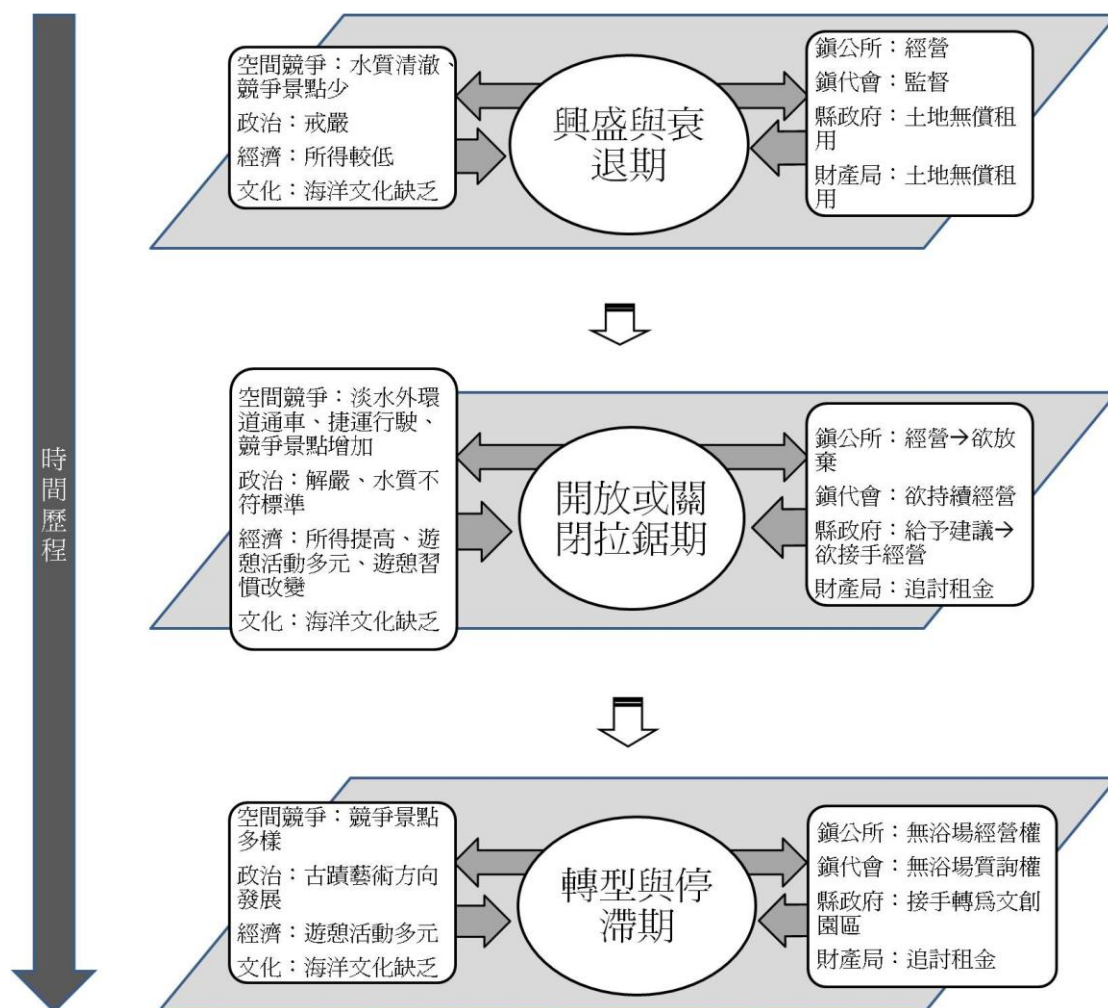 時間歷程
空間競爭：水質清澈、
競爭景點少
政治：戒嚴
經濟：所得較低
文化：海洋文化缺乏
興盛與衰
退期
鎮公所：經營
鎮代會：監督
縣政府：土地無償租
用
財產局：土地無償租
用
空間競爭：淡水外環
道通車、捷運行駛、
競爭景點增加
政治：解嚴、水質不
符標準
經濟：所得提高、遊
憩活動多元、遊憩習
慣改變
文化：海洋文化缺乏
開放或關
閉拉鋸期
鎮公所：經營→欲放
棄
鎮代會：欲持續經營
縣政府：給予建議→
欲接手經營
財產局：追討租金
空間競爭：競爭景點
多樣
政治：古蹟藝術方向
發展
經濟：遊憩活動多元
文化：海洋文化缺乏
轉型與停
滯期
鎮公所：無浴場經營權
鎮代會：無浴場質詢權
縣政府：接手轉為文創
園區
財產局：追討租金